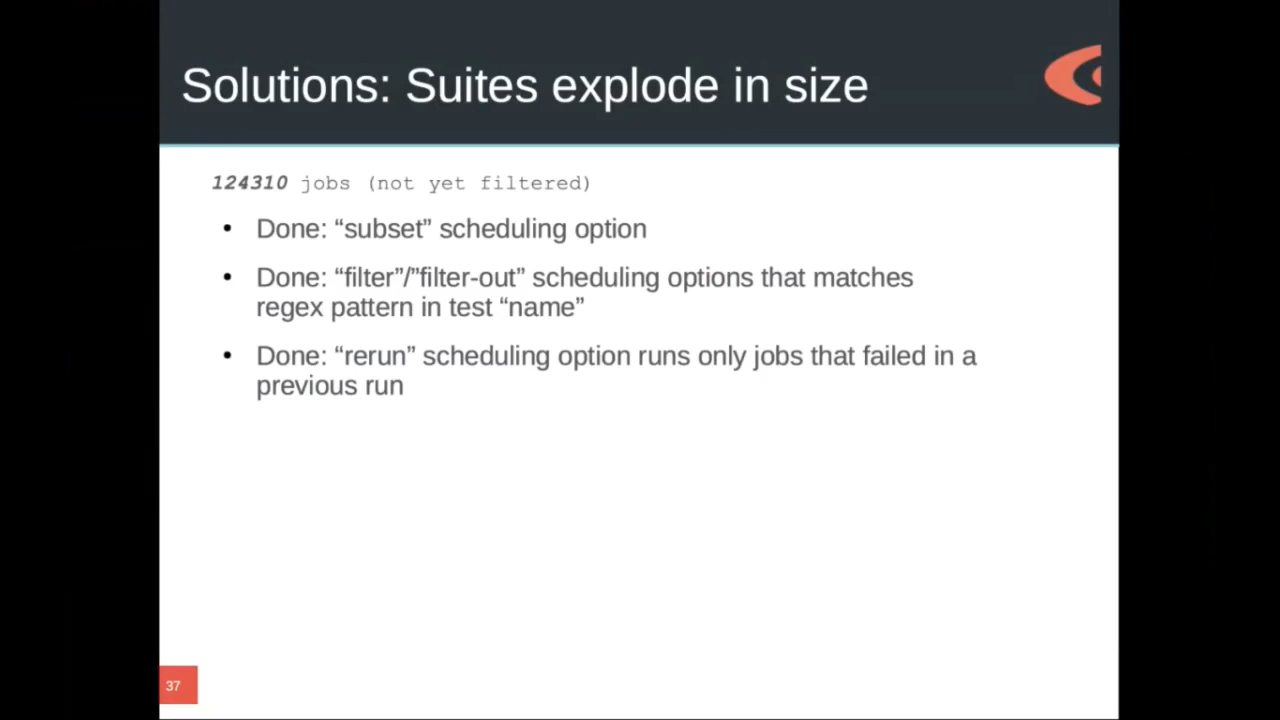 Solutions: Suites explode in size
124310 jobs (not yet filtered)
• Done: “subset” scheduling option
• Done: “filter”/”filter-out” scheduling options that matches
regex pattern in test “name”
• Done: “rerun” scheduling option runs only jobs that failed in a
previous run
37